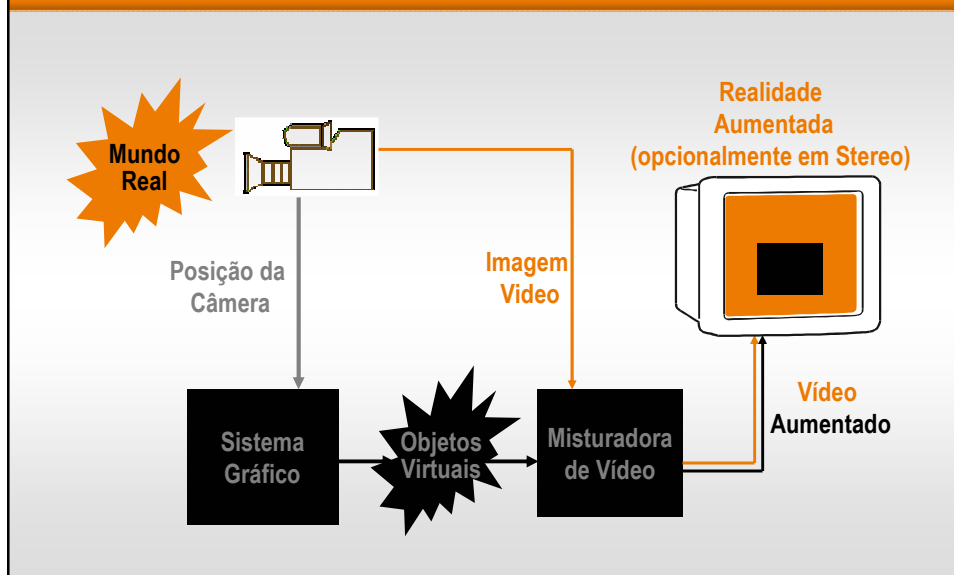 Realidade
Aumentada
(opcionalmente em Stereo)
Mundo
Real
Posição da
Câmera
Imagem
Video
Vídeo
Aumentado
Sistema
Gráfico
Objetos
Virtuais
Misturadora
de Vídeo